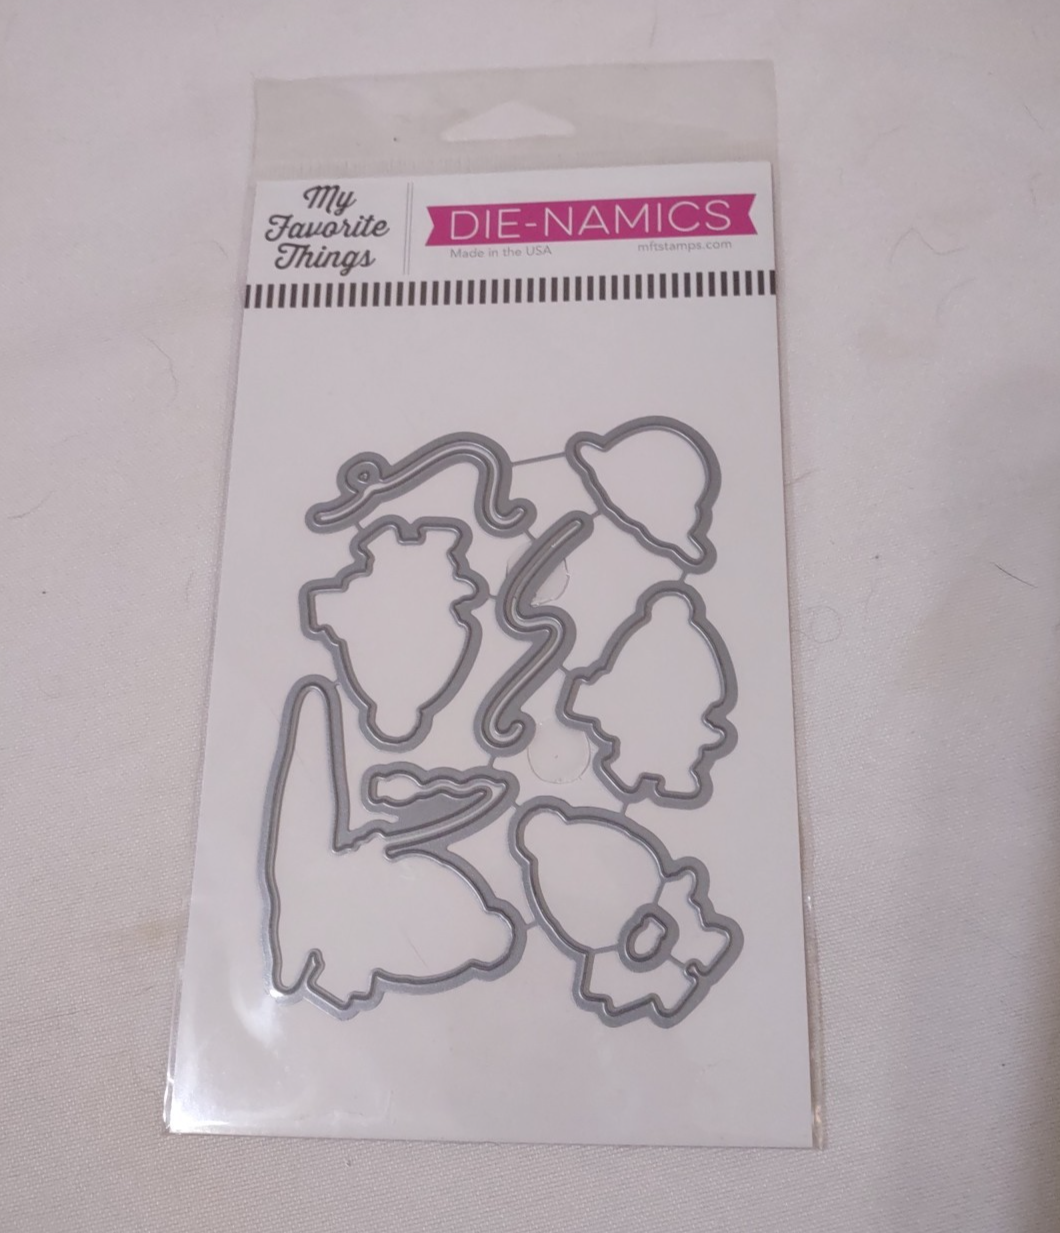 My
Favorite
Things
DIE-NAMICS
Made in the USA
mftstamps.com